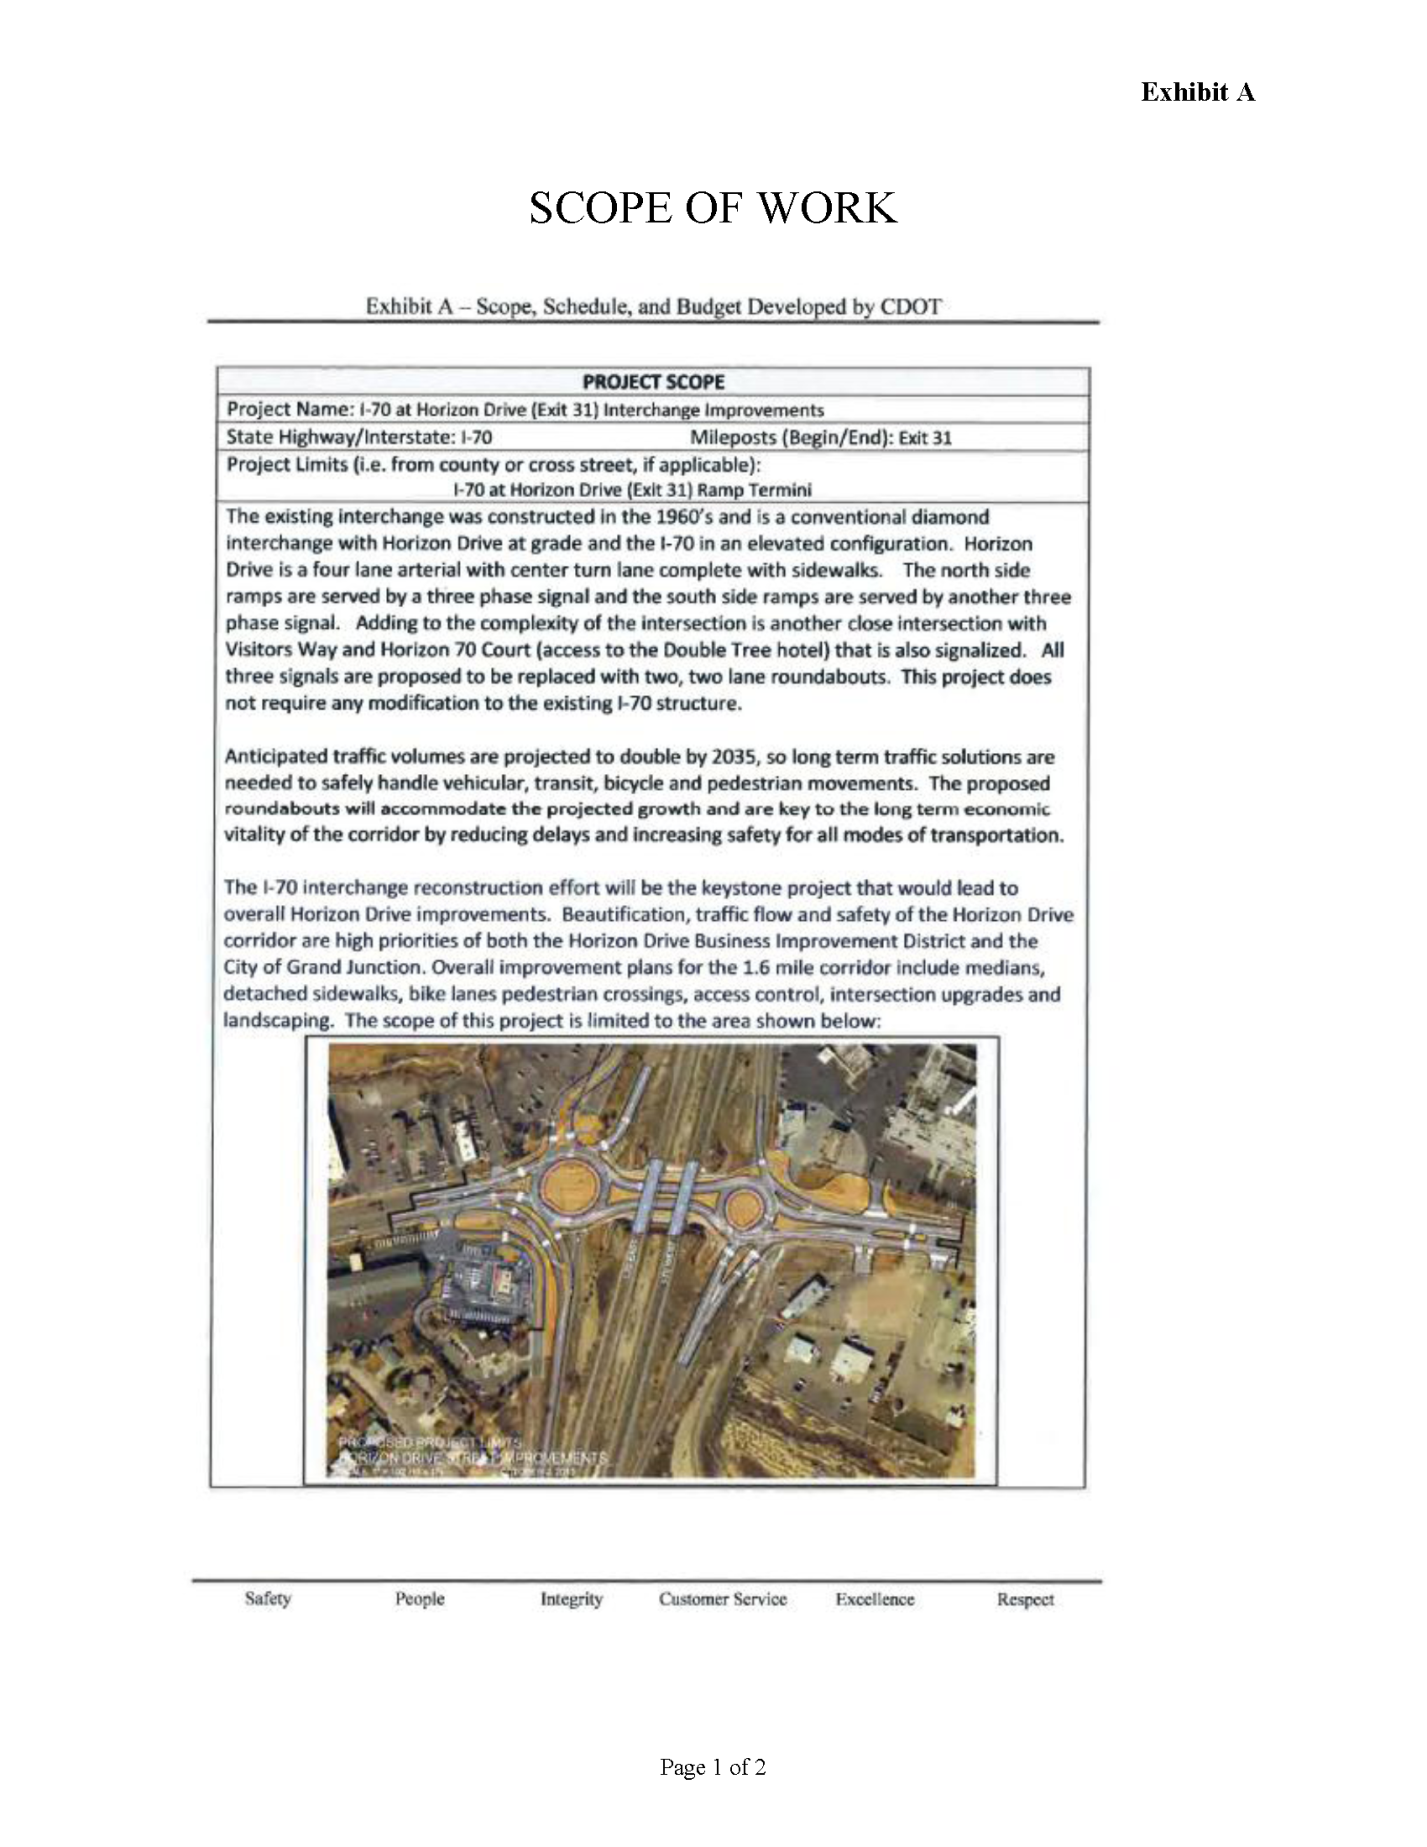 Exhibit A
SCOPE OF WORK
Exhibit A – Scope, Schedule, and Budget Developed by CDOT
PROJECT SCOPE
Project Name: I-70 at Horizon Drive (Exit 31) Interchange Improvements
State Highway/Interstate: I-70 Mileposts (Begin/End): Exit 31
Project Limits (i.e. from county or cross street, if applicable):
I-70 at Horizon Drive (Exit 31) Ramp Termini
The existing interchange was constructed in the 1960's and is a conventional diamond
interchange with Horizon Drive at grade and the I-70 in an elevated configuration. Horizon
Drive is a four lane arterial with center turn lane complete with sidewalks. The north side
ramps are served by a three phase signal and the south side ramps are served by another three
phase signal. Adding to the complexity of the intersection is another close intersection with
Visitors Way and Horizon 70 Court (access to the Double Tree hotel) that is also signalized. All
three signals are proposed to be replaced with two, two lane roundabouts. This project does
not require any modification to the existing I-70 structure.
Anticipated traffic volumes are projected to double by 2035, so long term traffic solutions are
needed to safely handle vehicular, transit, bicycle and pedestrian movements. The proposed
roundabouts will accommodate the projected growth and are key to the long term economic
vitality of the corridor by reducing delays and increasing safety for all modes of transportation.
The I-70 interchange reconstruction effort will be the keystone project that would lead to
overall Horizon Drive improvements. Beautification, traffic flow and safety of the Horizon Drive
corridor are high priorities of both the Horizon Drive Business Improvement District and the
City of Grand Junction. Overall improvement plans for the 1.6 mile corridor include medians,
detached sidewalks, bike lanes pedestrian crossings, access control, intersection upgrades and
landscaping. The scope of this project is limited to the area shown below:
PROPOSED PROJECT LIMITS
HORIZON DRIVE STREET IMPROVEMENTS
Safety People Integrity Customer Service Excellence Respect
Page 1 of 2